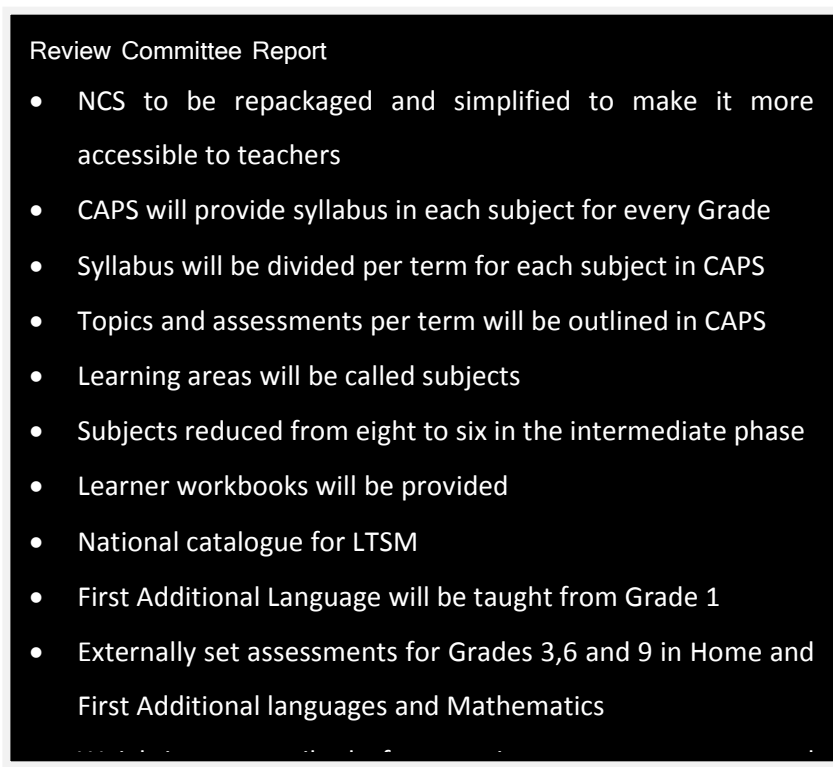 Review Committee Report
• NCS to be repackaged and simplified to make it more
accessible to teachers
• CAPS will provide syllabus in each subject for every Grade
• Syllabus will be divided per term for each subject in CAPS
• Topics and assessments per term will be outlined in CAPS
• Learning areas will be called subjects
• Subjects reduced from eight to six in the intermediate phase
• Learner workbooks will be provided
• National catalogue for LTSM
• First Additional Language will be taught from Grade 1
• Externally set assessments for Grades 3,6 and 9 in Home and
First Additional languages and Mathematics